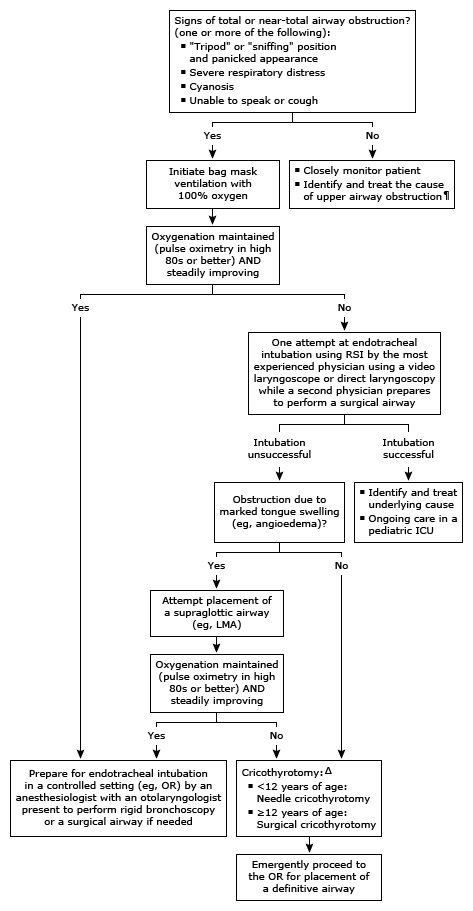 Signs of total or near-total airway obstruction?
(one or more of the following):
▪ "Tripod" or "sniffing" position
and panicked appearance
▪ Severe respiratory distress
▪ Cyanosis
▪ Unable to speak or cough
Yes
No
Initiate bag mask
ventilation with
100% oxygen
▪ Closely monitor patient
▪ Identify and treat the cause
of upper airway obstruction¶
Oxygenation maintained
(pulse oximetry in high
80s or better) AND
steadily improving
Yes
No
One attempt at endotracheal
intubation using RSI by the most
experienced physician using a video
laryngoscope or direct laryngoscopy
while a second physician prepares
to perform a surgical airway
Intubation
unsuccessful
Intubation
successful
Obstruction due to
marked tongue swelling
(eg, angioedema)?
▪ Identify and treat
underlying cause
▪ Ongoing care in a
pediatric ICU
Yes
No
Attempt placement of
a supraglottic airway
(eg, LMA)
Oxygenation maintained
(pulse oximetry in high
80s or better) AND
steadily improving
Yes
No
Prepare for endotracheal intubation
in a controlled setting (eg, OR) by an
anesthesiologist with an otolaryngologist
present to perform rigid bronchoscopy
or a surgical airway if needed
Cricothyrotomy:Δ
▪ <12 years of age:
Needle cricothyrotomy
▪ ≥12 years of age:
Surgical cricothyrotomy
Emergently proceed to
the OR for placement of
a definitive airway